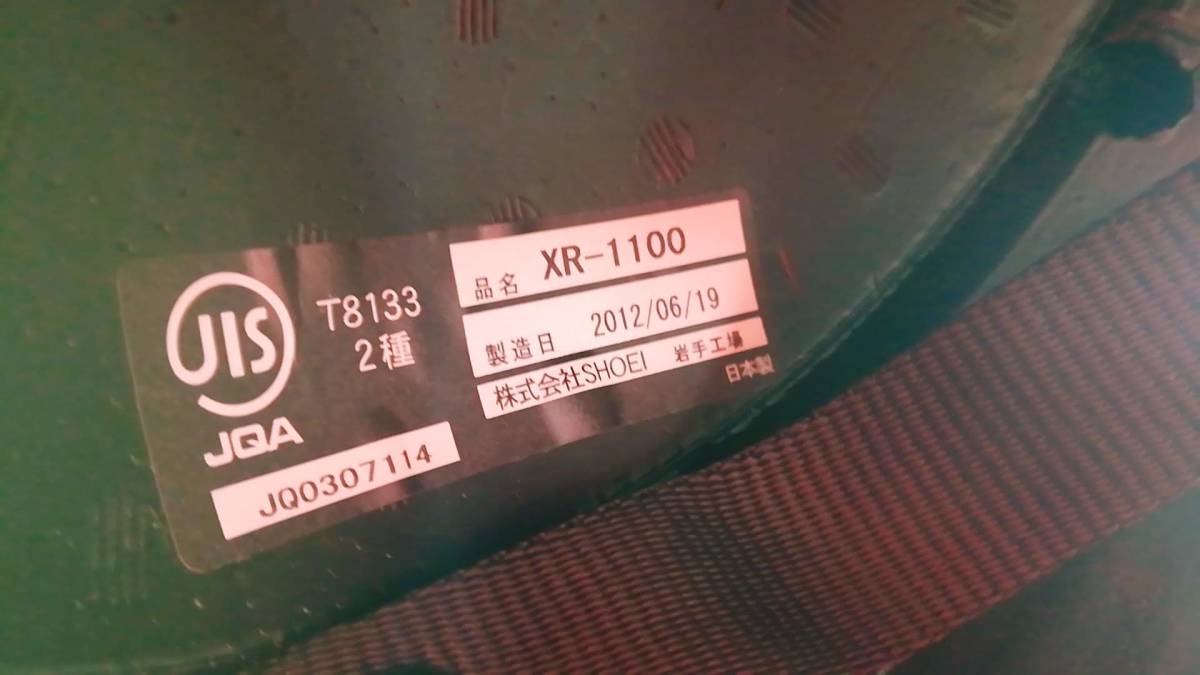 JIS
JQA
T8133
2種
JQ0307114
品名 XR-1100
製造日 2012/06/19
株式会社SHOEI 岩手工場
日本製